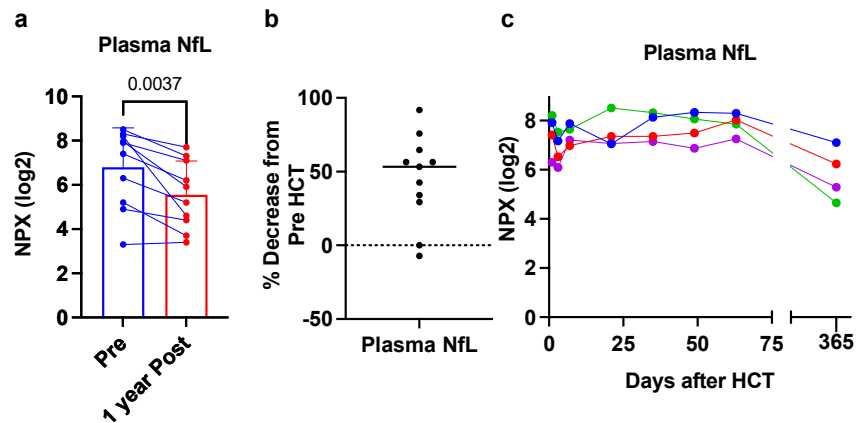 a
Plasma NfL
0.0037
NPX (log2)
10
8
6
4
2
0
Pre
1 year Post
b
% Decrease from
Pre HCT
100
50
0
-50
Plasma NfL
c
Plasma NfL
NPX (log2)
8
6
4
2
0
0
25
50
75
365
Days after HCT